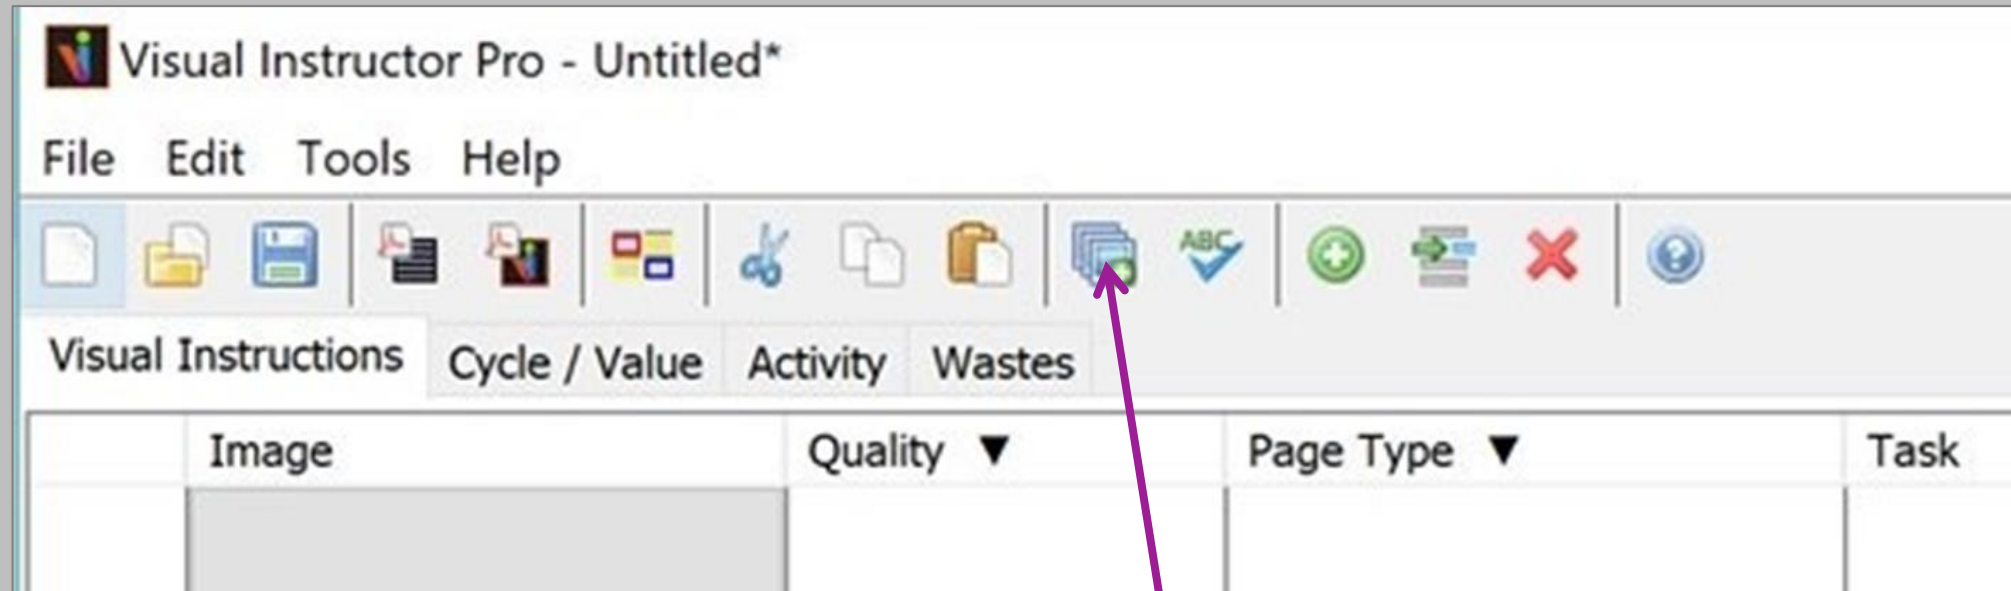 Visual Instructor Pro - Untitled*
File Edit Tools Help
ABC
Visual Instructions Cycle / Value Activity Wastes
Image Quality ▼ Page Type ▼ Task